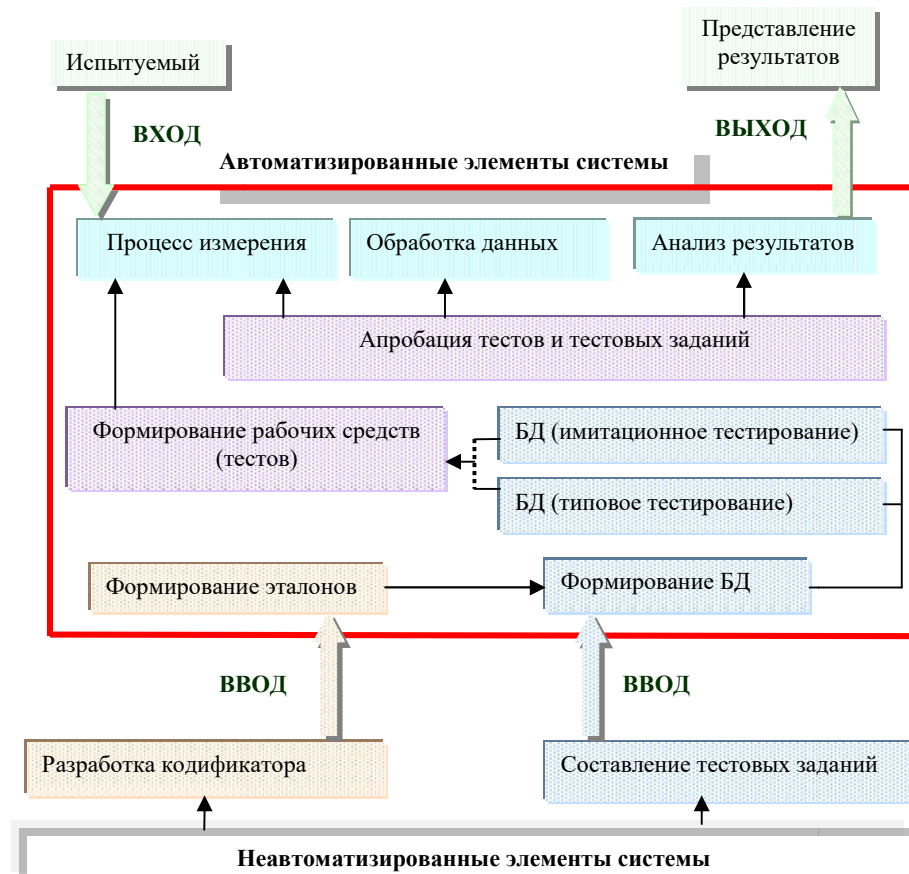 Испытуемый
Представление
результатов
ВХОД
ВЫХОД
Автоматизированные элементы системы
Процесс измерения
Обработка данных
Анализ результатов
Апробация тестов и тестовых заданий
Формирование рабочих средств
(тестов)
БД (имитационное тестирование)
БД (типовое тестирование)
Формирование эталонов
Формирование БД
ВВОД
ВВОД
Разработка кодификатора
Составление тестовых заданий
Неавтоматизированные элементы системы